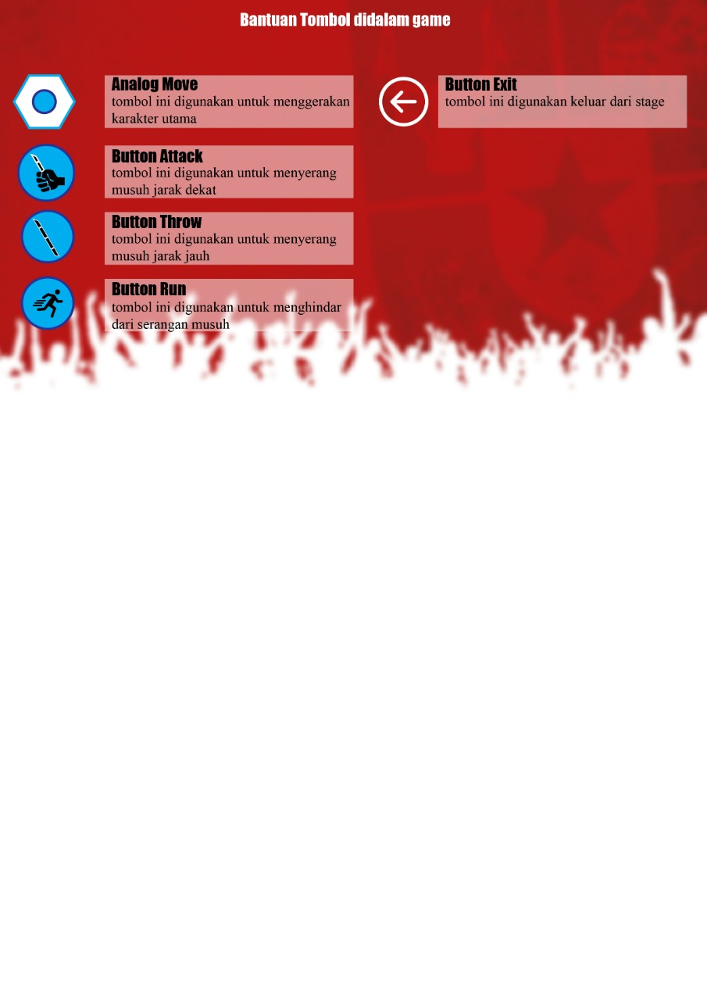 Bantuan Tombol didalam game
Analog Move
tombol ini digunakan untuk menggerakan
karakter utama
Button Attack
tombol ini digunakan untuk menyerang
musuh jarak dekat
Button Throw
tombol ini digunakan untuk menyerang
musuh jarak jauh
Button Run
tombol ini digunakan untuk menghindar
dari serangan musuh
Button Exit
tombol ini digunakan keluar dari stage